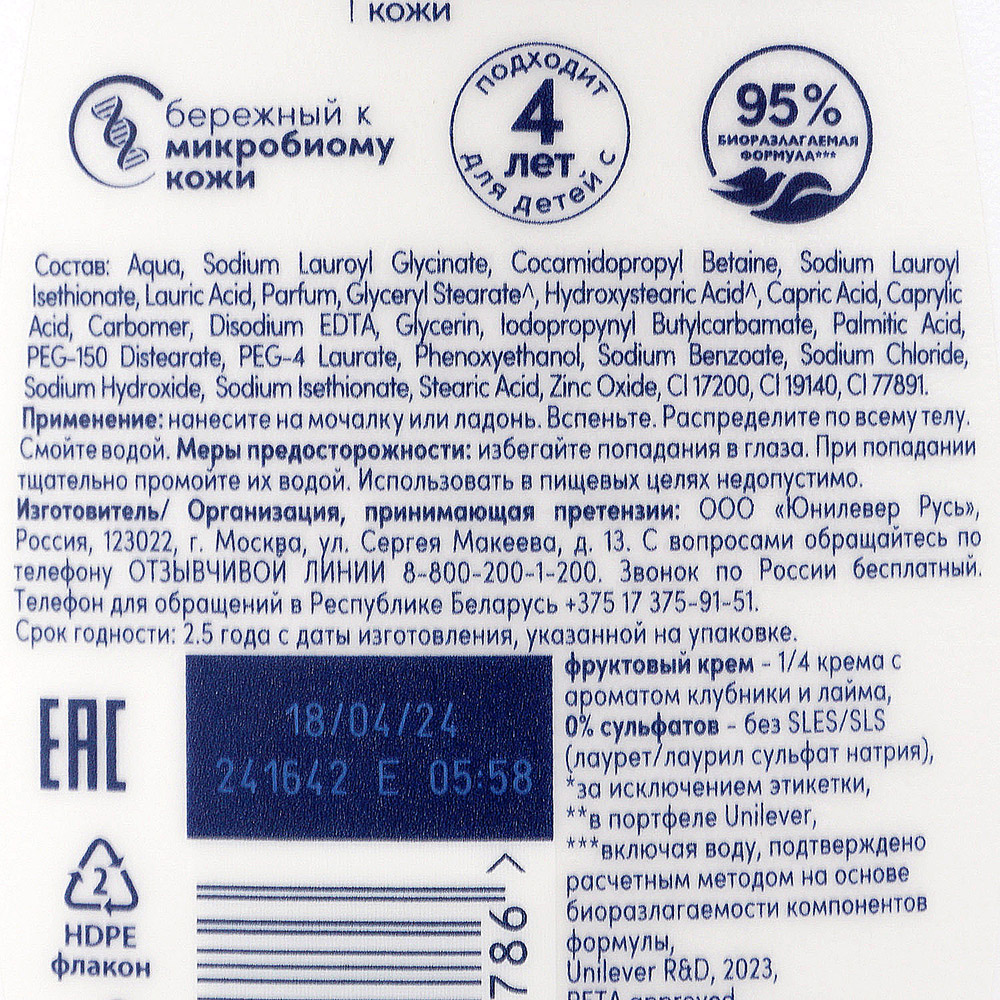 кожи
бережный к
микробиому
кожи
подходит
4
лет
для детей с
95%
БИОРАЗЛАГАЕМАЯ
ФОРМУЛА***
Состав: Aqua, Sodium Lauroyl Glycinate, Cocamidopropyl Betaine, Sodium Lauroyl
Isethionate, Lauric Acid, Parfum, Glyceryl Stearate^, Hydroxystearic Acid^, Capric Acid, Caprylic
Acid, Carbomer, Disodium EDTA, Glycerin, Iodopropynyl Butylcarbamate, Palmitic Acid,
PEG-150 Distearate, PEG-4 Laurate, Phenoxyethanol, Sodium Benzoate, Sodium Chloride,
Sodium Hydroxide, Sodium Isethionate, Stearic Acid, Zinc Oxide, CI 17200, CI 19140, CI 77891.
Применение: нанесите на мочалку или ладонь. Вспеньте. Распределите по всему телу.
Смойте водой. Меры предосторожности: избегайте попадания в глаза. При попадании
тщательно промойте их водой. Использовать в пищевых целях недопустимо.
Изготовитель/ Организация, принимающая претензии: ООО «Юнилевер Русь»,
Россия, 123022, г. Москва, ул. Сергея Макеева, д. 13. С вопросами обращайтесь по
телефону ОТЗЫВЧИВОЙ ЛИНИИ 8-800-200-1-200. Звонок по России бесплатный.
Телефон для обращений в Республике Беларусь +375 17 375-91-51.
Срок годности: 2.5 года с даты изготовления, указанной на упаковке.
EAC
18/04/24
241642 E 05:58
2
HDPE
флакон
786 >
фруктовый крем - 1/4 крема с
ароматом клубники и лайма,
0% сульфатов - без SLES/SLS
(лаурет/лаурил сульфат натрия),
*за исключением этикетки,
**в портфеле Unilever,
***включая воду, подтверждено
расчетным методом на основе
биоразлагаемости компонентов
формулы,
Unilever R&D, 2023,
PETA approved